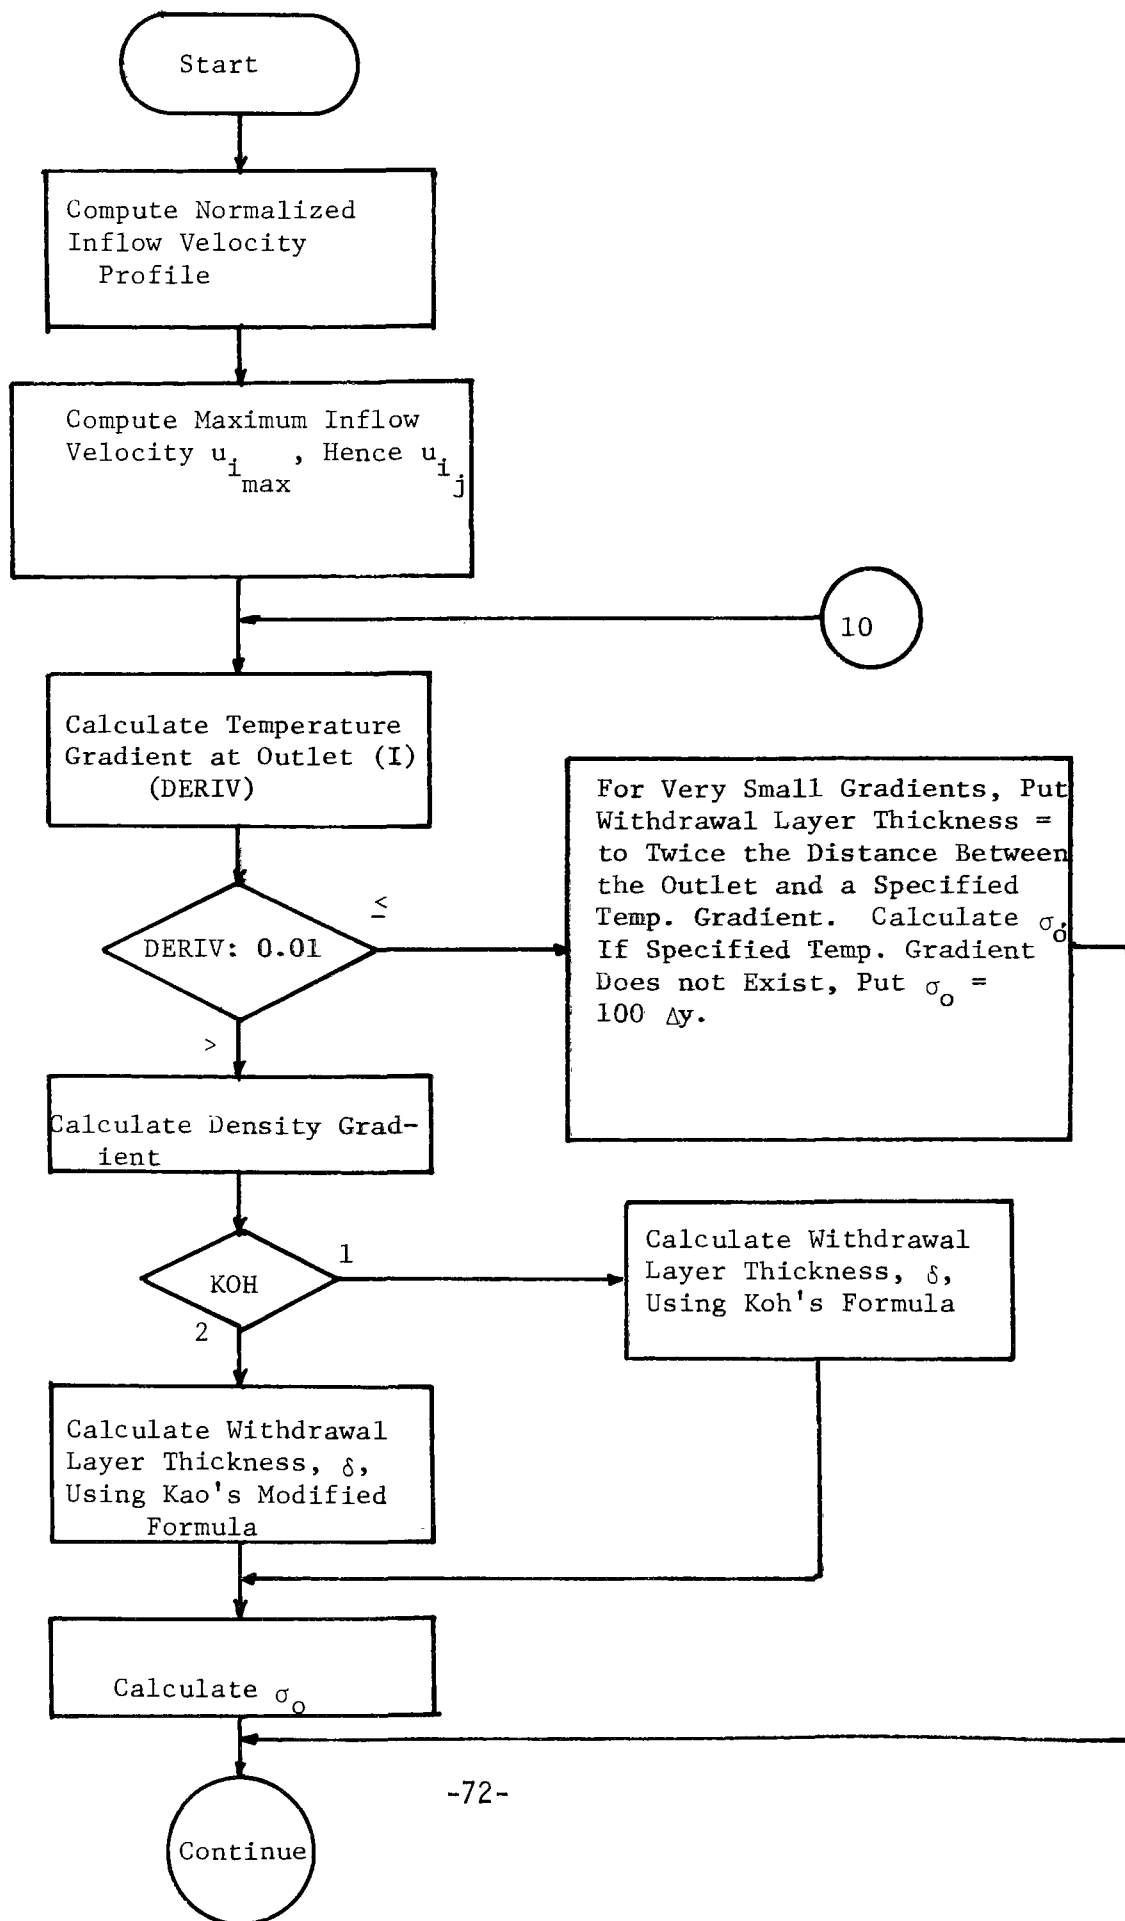 Start
Compute Normalized
Inflow Velocity
Profile
Compute Maximum Inflow
Velocity u_i_max, Hence u_i_j
10
Calculate Temperature
Gradient at Outlet (I)
(DERIV)
DERIV: 0.01
≤
>
For Very Small Gradients, Put
Withdrawal Layer Thickness =
to Twice the Distance Between
the Outlet and a Specified
Temp. Gradient. Calculate σ_o.
If Specified Temp. Gradient
Does not Exist, Put σ_o =
100 Δy.
Calculate Density Grad-
ient
KOH
1
2
Calculate Withdrawal
Layer Thickness, δ,
Using Koh's Formula
Calculate Withdrawal
Layer Thickness, δ,
Using Kao's Modified
Formula
Calculate σ_o
-72-
Continue